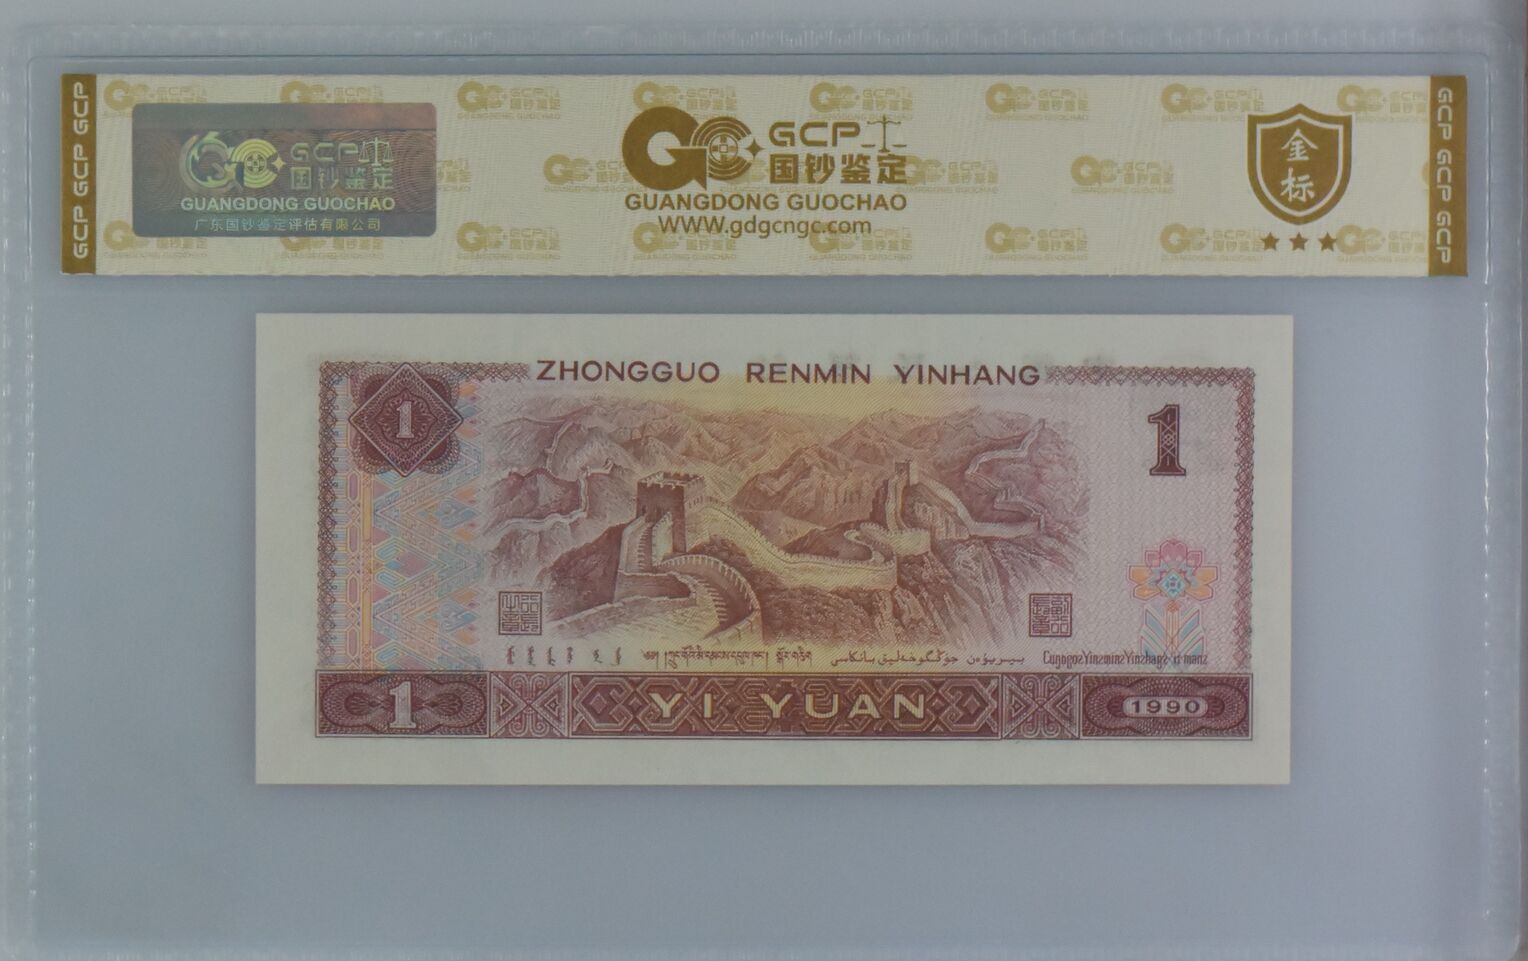 GCP GCP GCP
GCP
国钞鉴定
GUANGDONG GUOCHAO
广东国钞鉴定评估有限公司
GCP
国钞鉴定
GUANGDONG GUOCHAO
WWW.gdgcngc.com
金标
GCP GCP GCP
ZHONGGUO RENMIN YINHANG
1
1
1
YI YUAN
1990